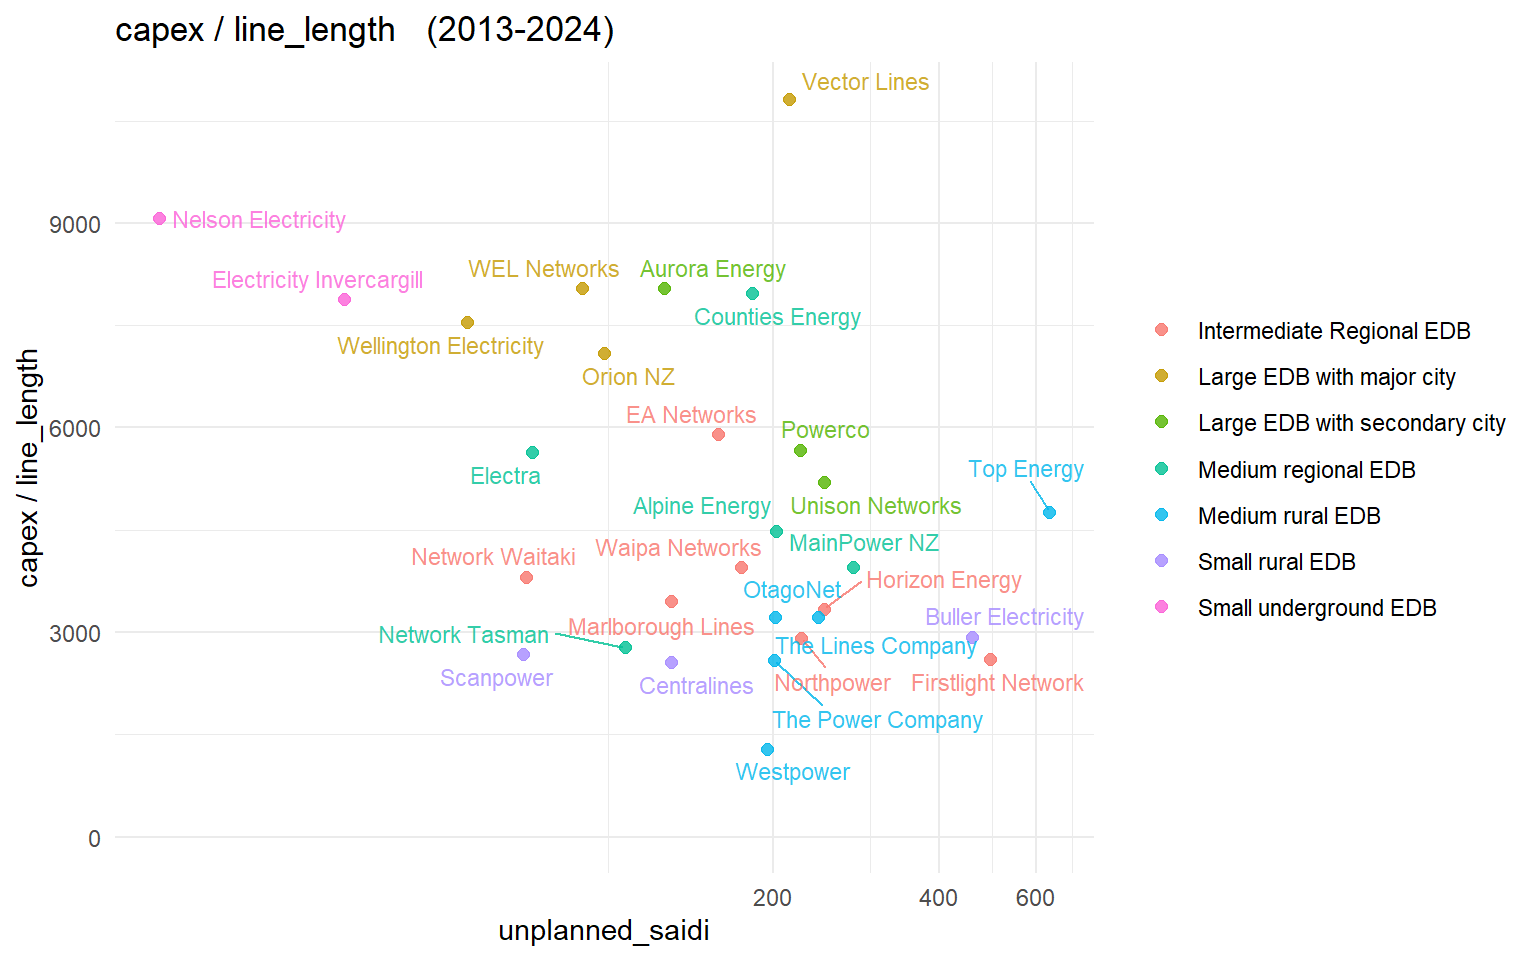 capex / line_length (2013-2024)
Vector Lines
Nelson Electricity
9000
WEL Networks
Aurora Energy
Electricity Invercargill
Counties Energy
Wellington Electricity
Orion NZ
EA Networks
6000
Powerco
Electra
Top Energy
Alpine Energy
Unison Networks
MainPower NZ
Waipa Networks
Network Waitaki
Horizon Energy
OtagoNet
Buller Electricity
Marlborough Lines
3000
Network Tasman
The Lines Company
Scanpower
Centralines
Northpower
Firstlight Network
The Power Company
Westpower
0
200
400
600
unplanned_saidi
capex / line_length
Intermediate Regional EDB
Large EDB with major city
Large EDB with secondary city
Medium regional EDB
Medium rural EDB
Small rural EDB
Small underground EDB